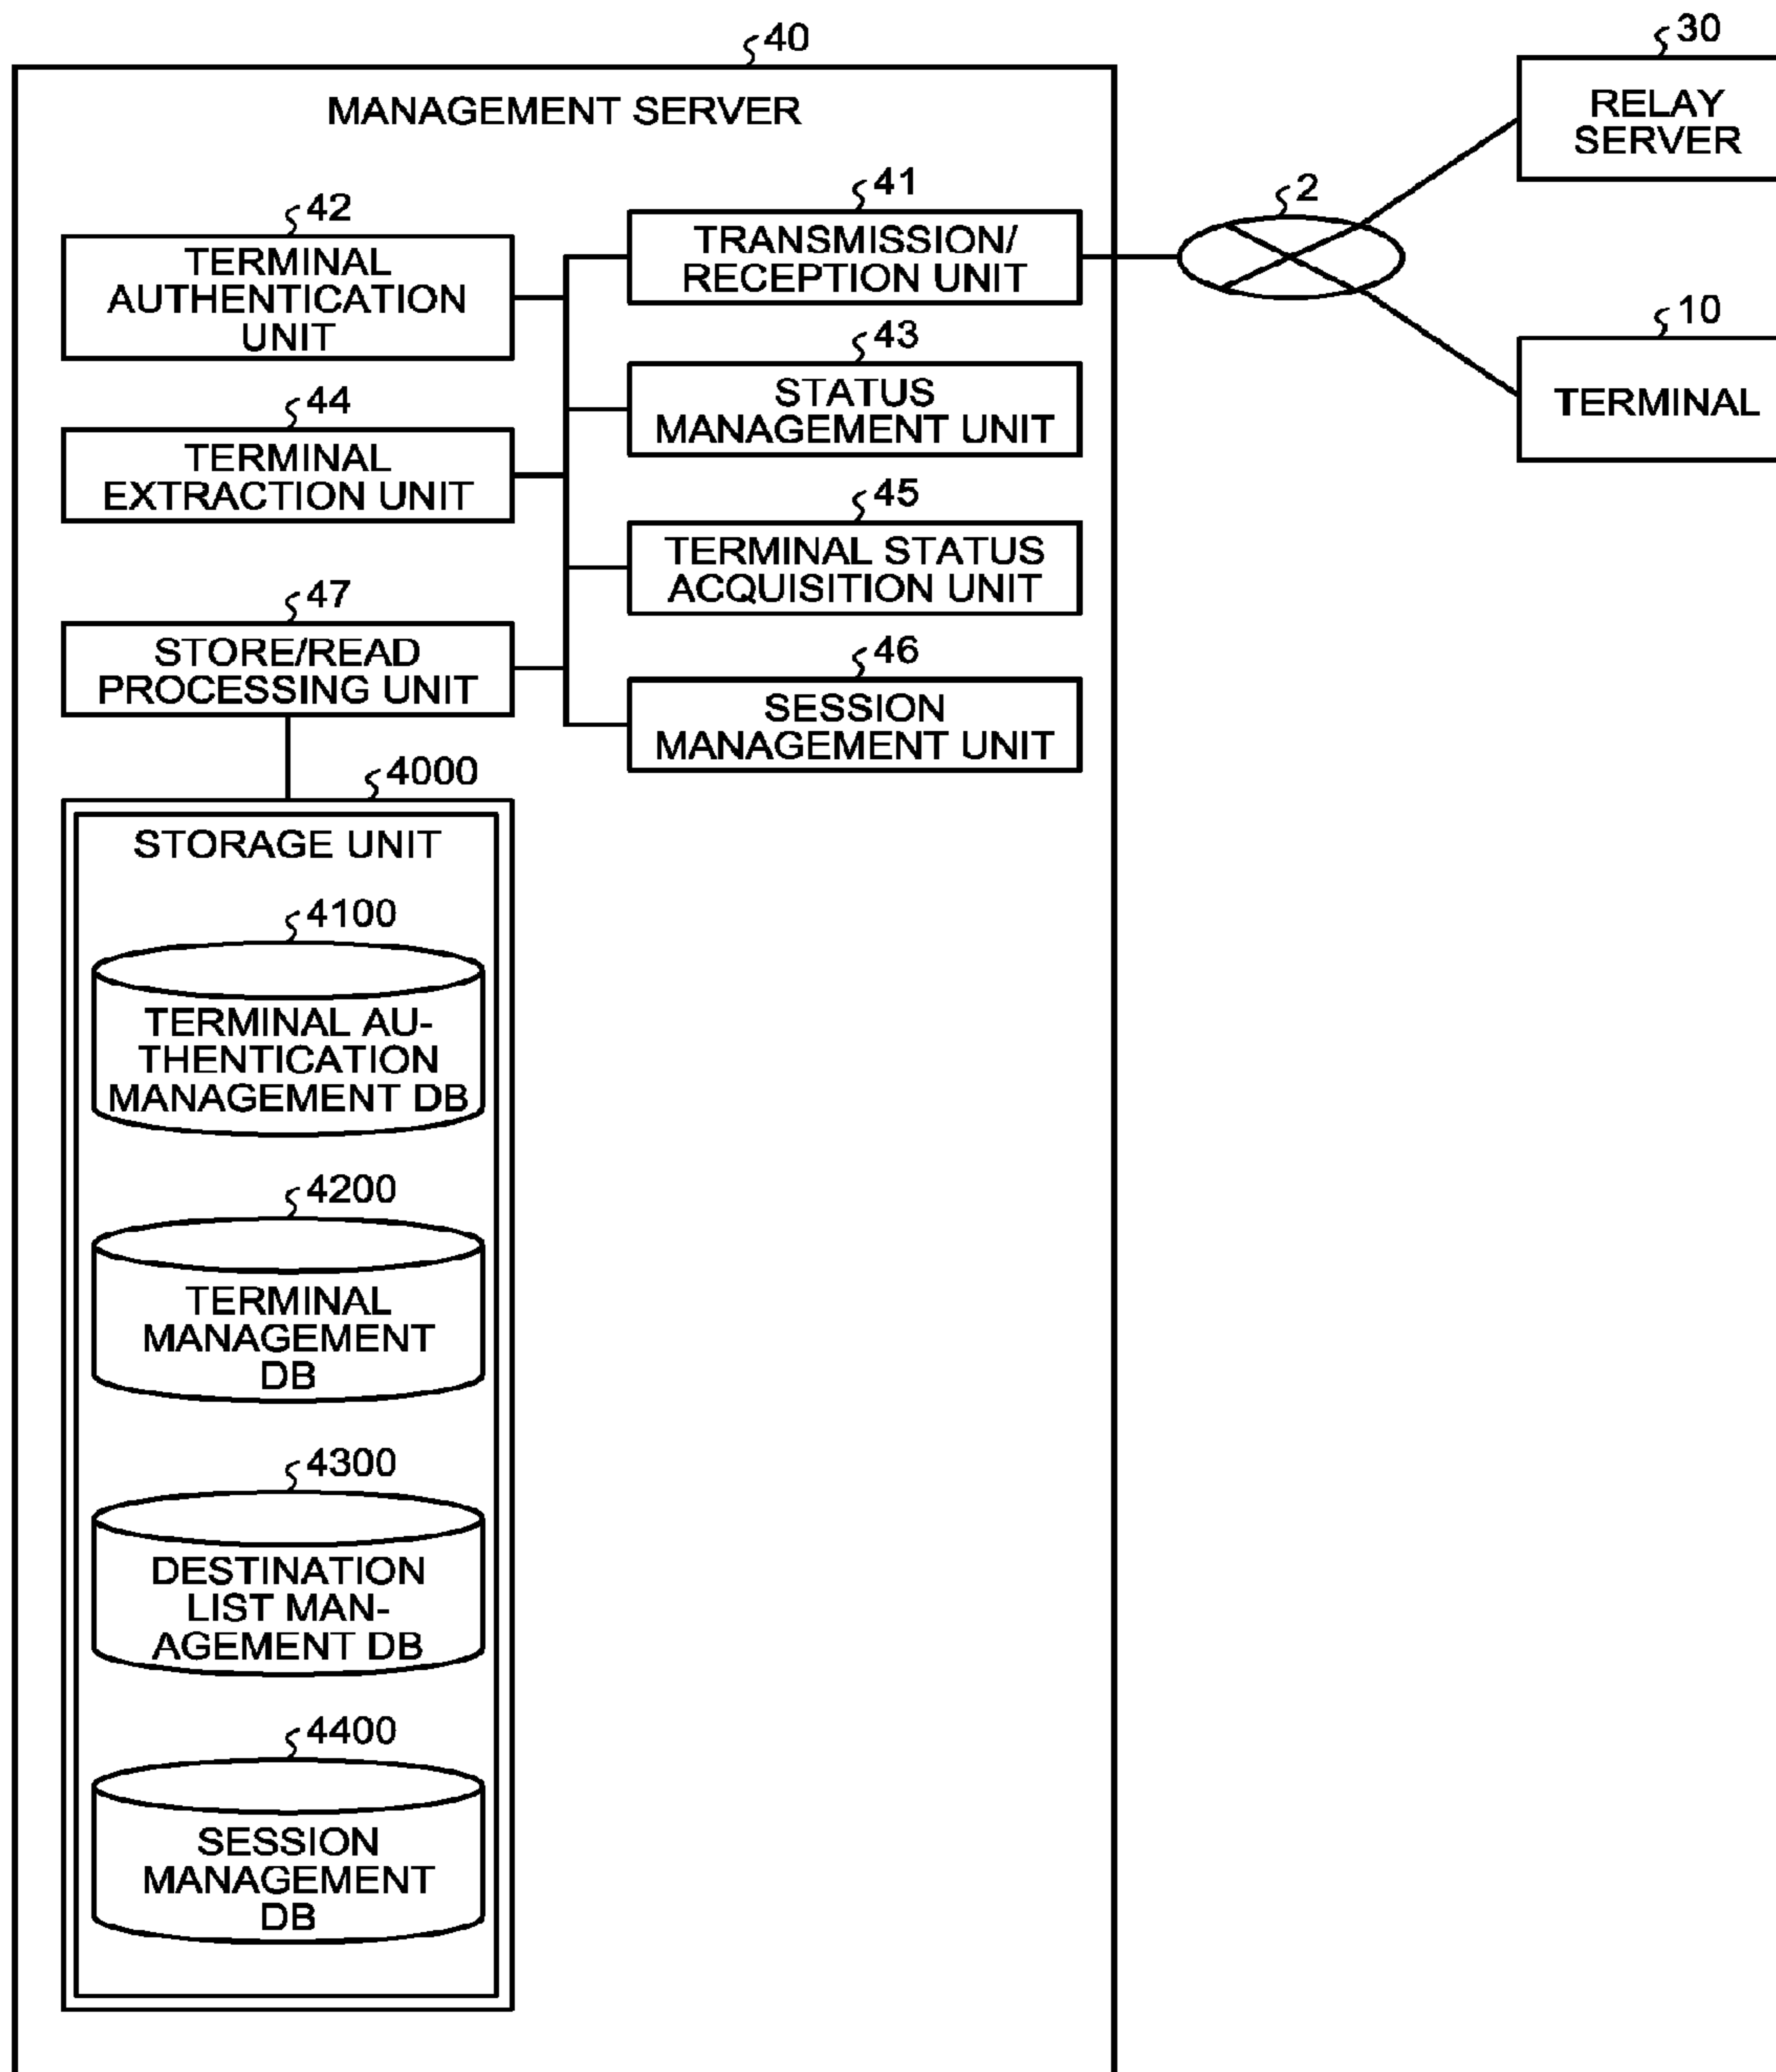 40
MANAGEMENT SERVER
30
RELAY
SERVER
42
TERMINAL
AUTHENTICATION
UNIT
41
TRANSMISSION/
RECEPTION UNIT
2
10
TERMINAL
44
TERMINAL
EXTRACTION UNIT
43
STATUS
MANAGEMENT UNIT
45
TERMINAL STATUS
ACQUISITION UNIT
47
STORE/READ
PROCESSING UNIT
46
SESSION
MANAGEMENT UNIT
4000
STORAGE UNIT
4100
TERMINAL AU-
THENTICATION
MANAGEMENT DB
4200
TERMINAL
MANAGEMENT
DB
4300
DESTINATION
LIST MAN-
AGEMENT DB
4400
SESSION
MANAGEMENT
DB